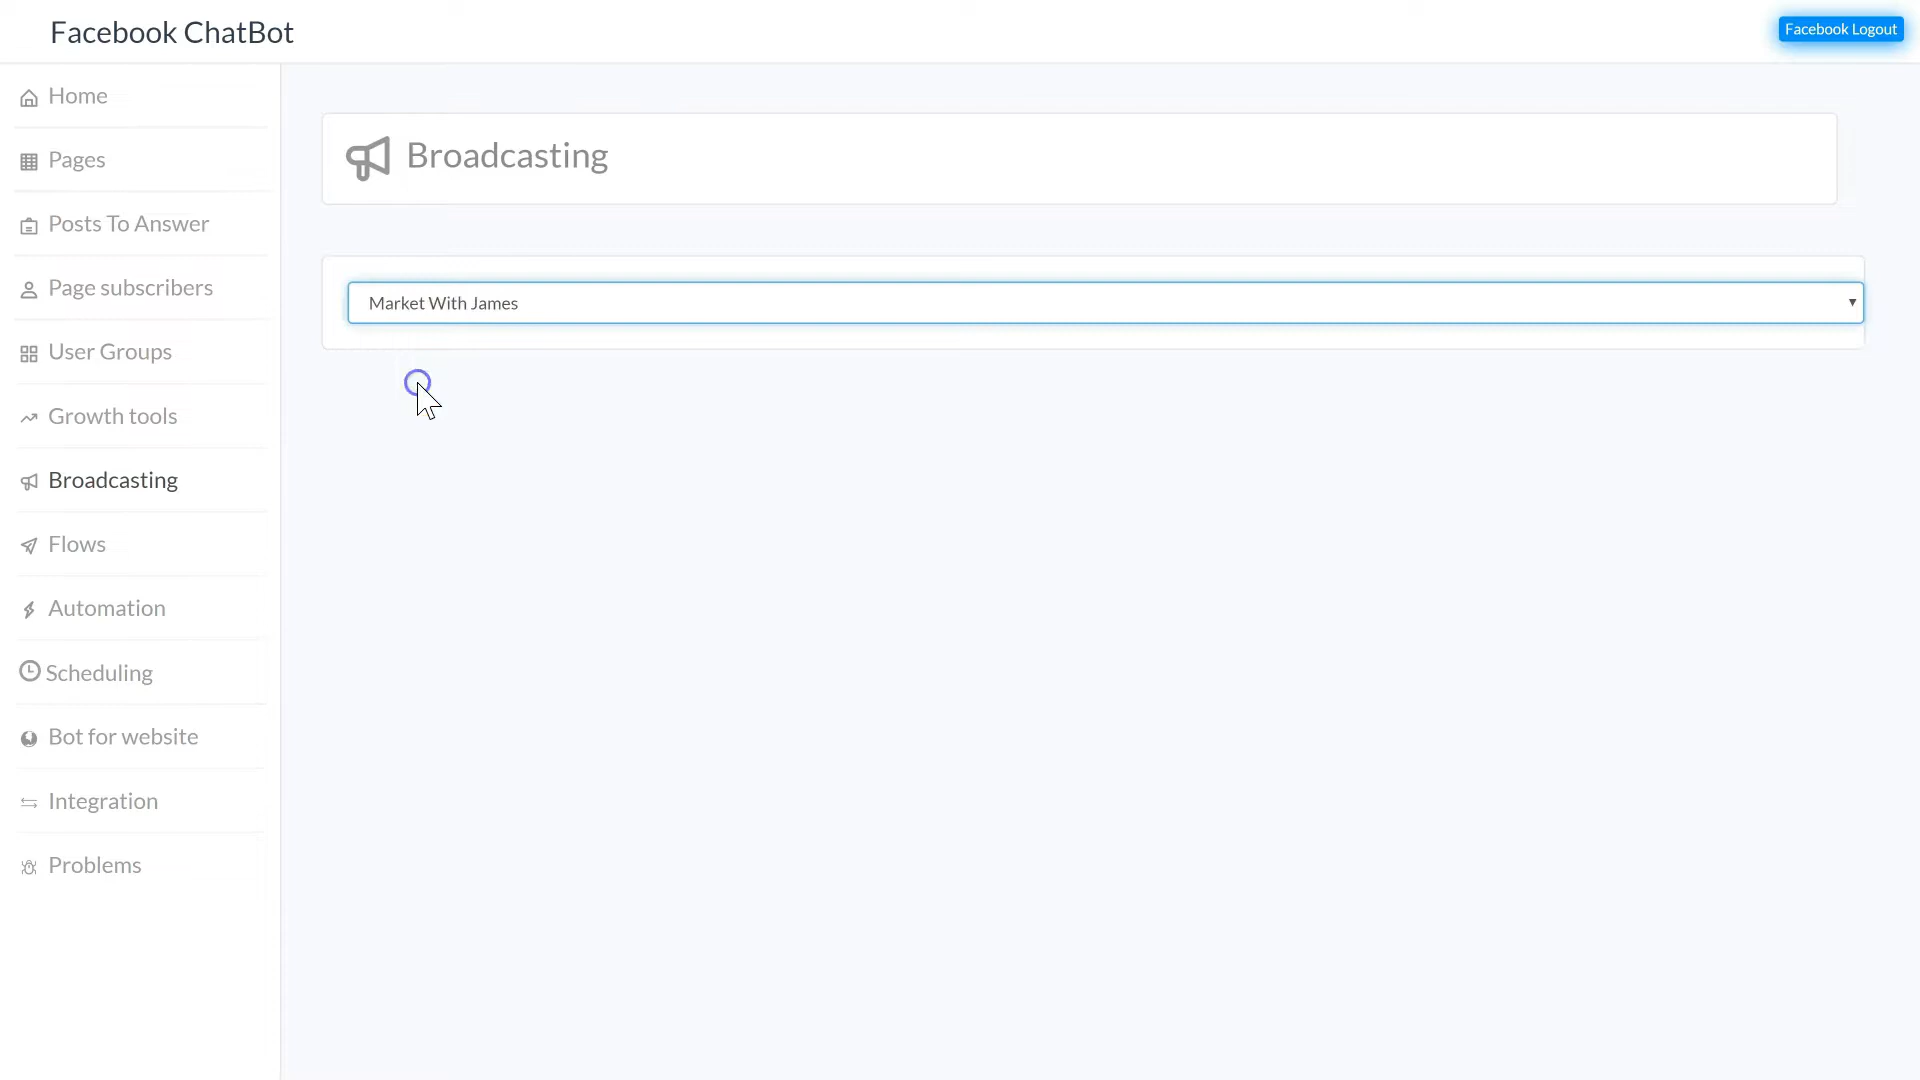 Facebook ChatBot
Facebook Logout
Home
Pages
Posts To Answer
Page subscribers
User Groups
Growth tools
Broadcasting
Flows
Automation
Scheduling
Bot for website
Integration
Problems
Broadcasting
Market With James